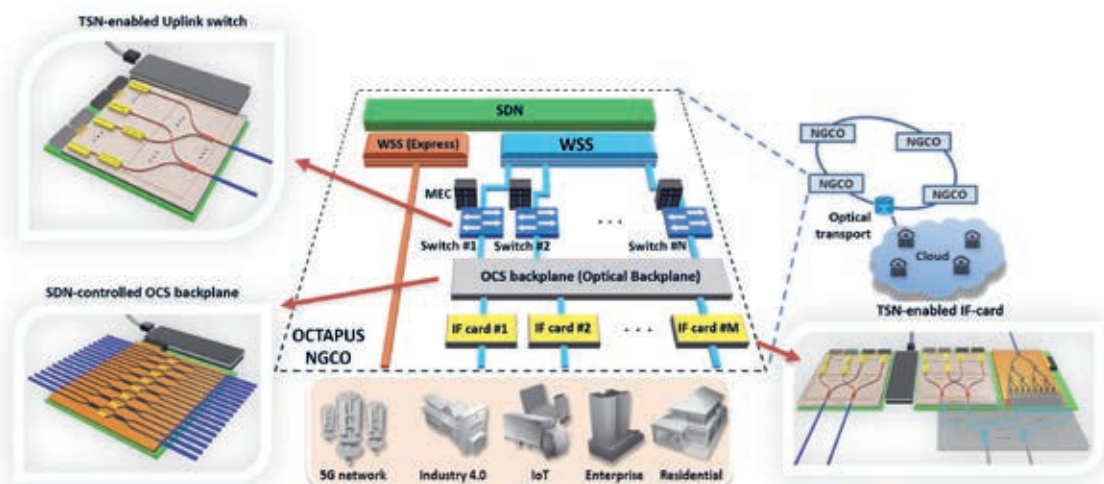 TSN-enabled Uplink switch
SDN
WSS (Express)
WSS
MEC
Switch #1
Switch #2
. . .
Switch #N
OCS backplane (Optical Backplane)
IF card #1
IF card #2
. . .
IF card #M
OCTAPUS
NGCO
NGCO
NGCO
NGCO
NGCO
Optical
transport
Cloud
SDN-controlled OCS backplane
TSN-enabled IF-card
5G network
Industry 4.0
IoT
Enterprise
Residential